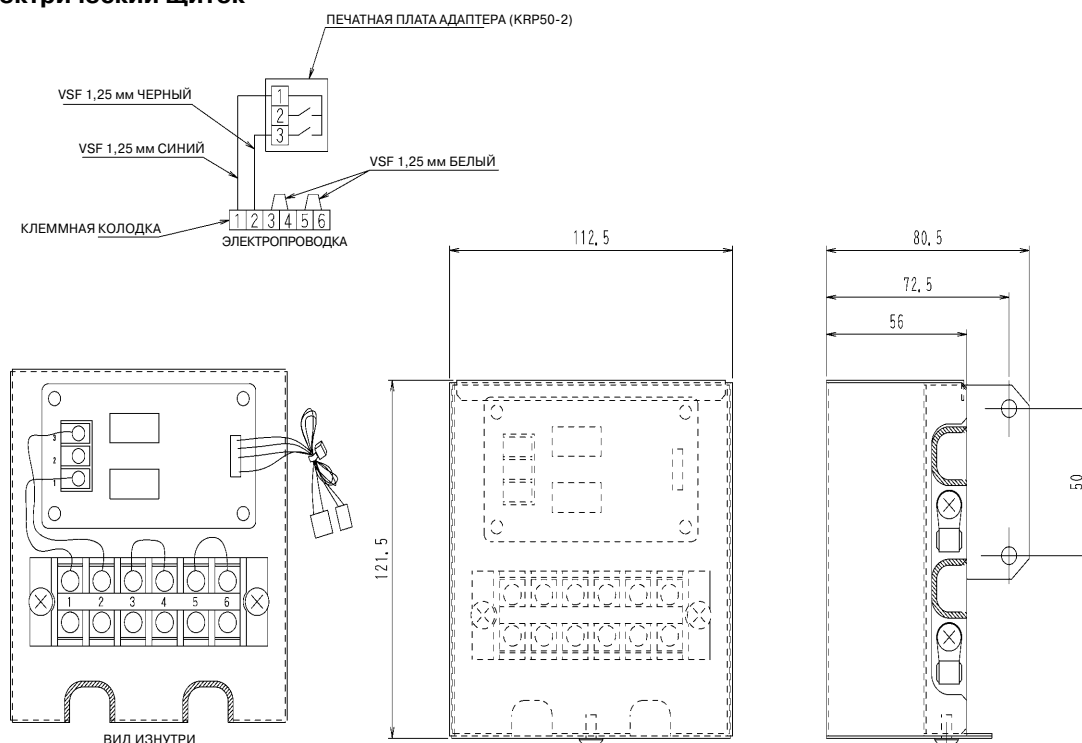 ектрический щиток
ПЕЧАТНАЯ ПЛАТА АДАПТЕРА (KRP50-2)
VSF 1,25 мм ЧЕРНЫЙ
1
2
3
VSF 1,25 мм СИНИЙ
VSF 1,25 мм БЕЛЫЙ
КЛЕММНАЯ КОЛОДКА
1 2 3 4 5 6
ЭЛЕКТРОПРОВОДКА
112,5
80,5
72,5
56
3
2
1
50
121,5
1 2 3 4 5 6
ВИД ИЗНУТРИ